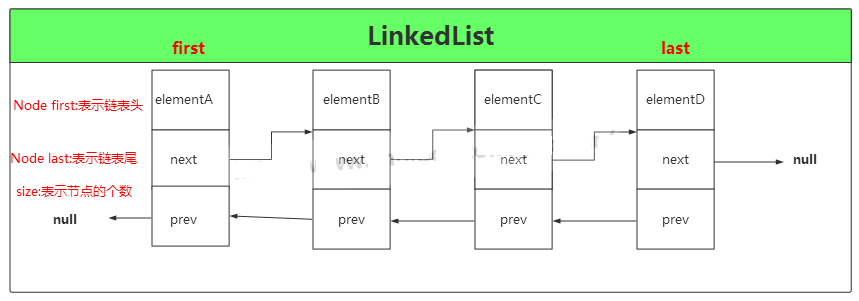 LinkedList
first
last
Node first:表示链表头
elementA
elementB
elementC
elementD
Node last:表示链表尾
next
next
next
next
null
size:表示节点的个数
null
prev
prev
prev
prev